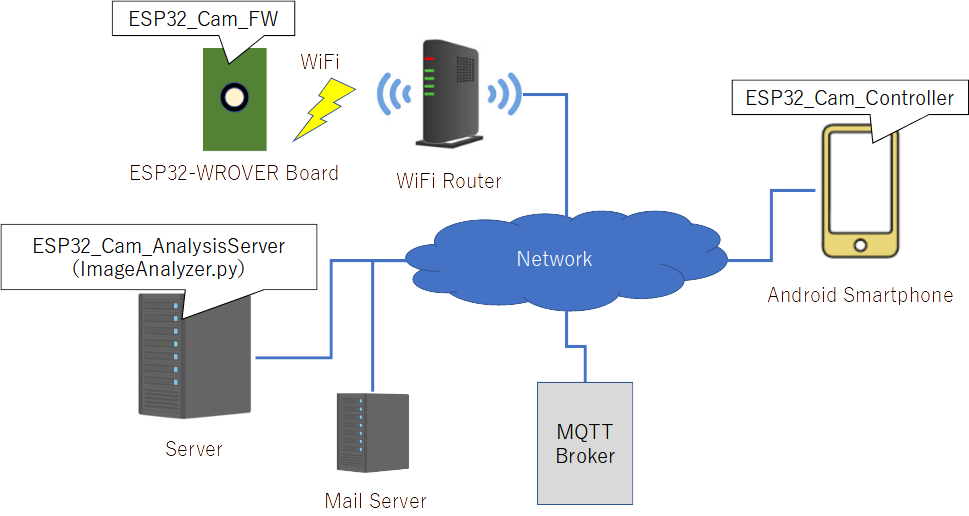 ESP32_Cam_FW
WiFi
ESP32_Cam_Controller
ESP32-WROVER Board
WiFi Router
ESP32_Cam_AnalysisServer
(ImageAnalyzer.py)
Network
Android Smartphone
MQTT
Broker
Server
Mail Server